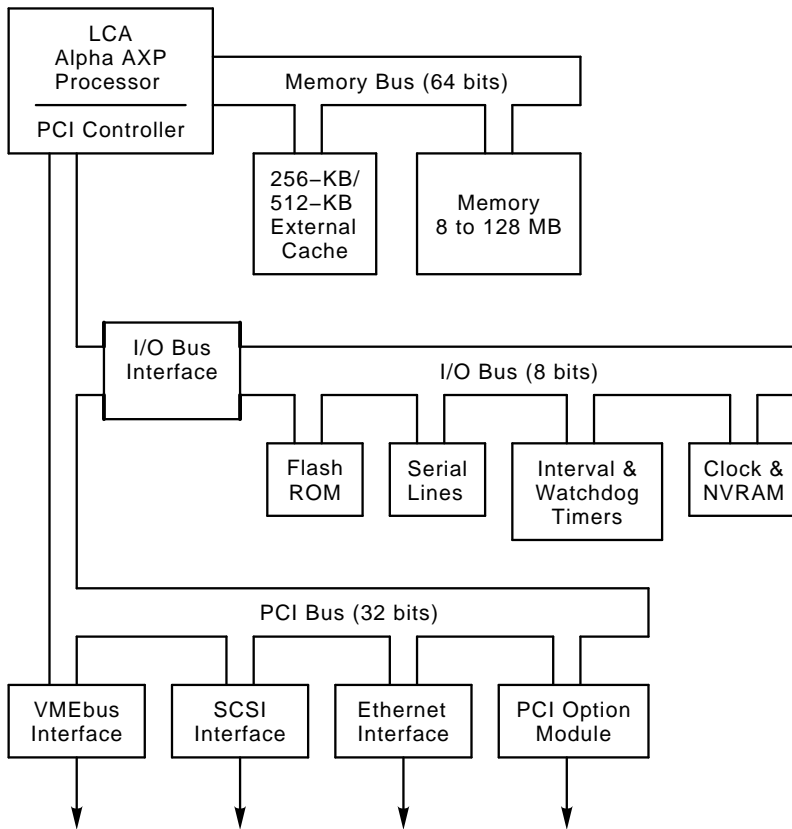 LCA
Alpha AXP
Processor
PCI Controller
Memory Bus (64 bits)
256–KB/
512–KB
External
Cache
Memory
8 to 128 MB
I/O Bus
Interface
I/O Bus (8 bits)
Flash
ROM
Serial
Lines
Interval &
Watchdog
Timers
Clock &
NVRAM
PCI Bus (32 bits)
VMEbus
Interface
SCSI
Interface
Ethernet
Interface
PCI Option
Module